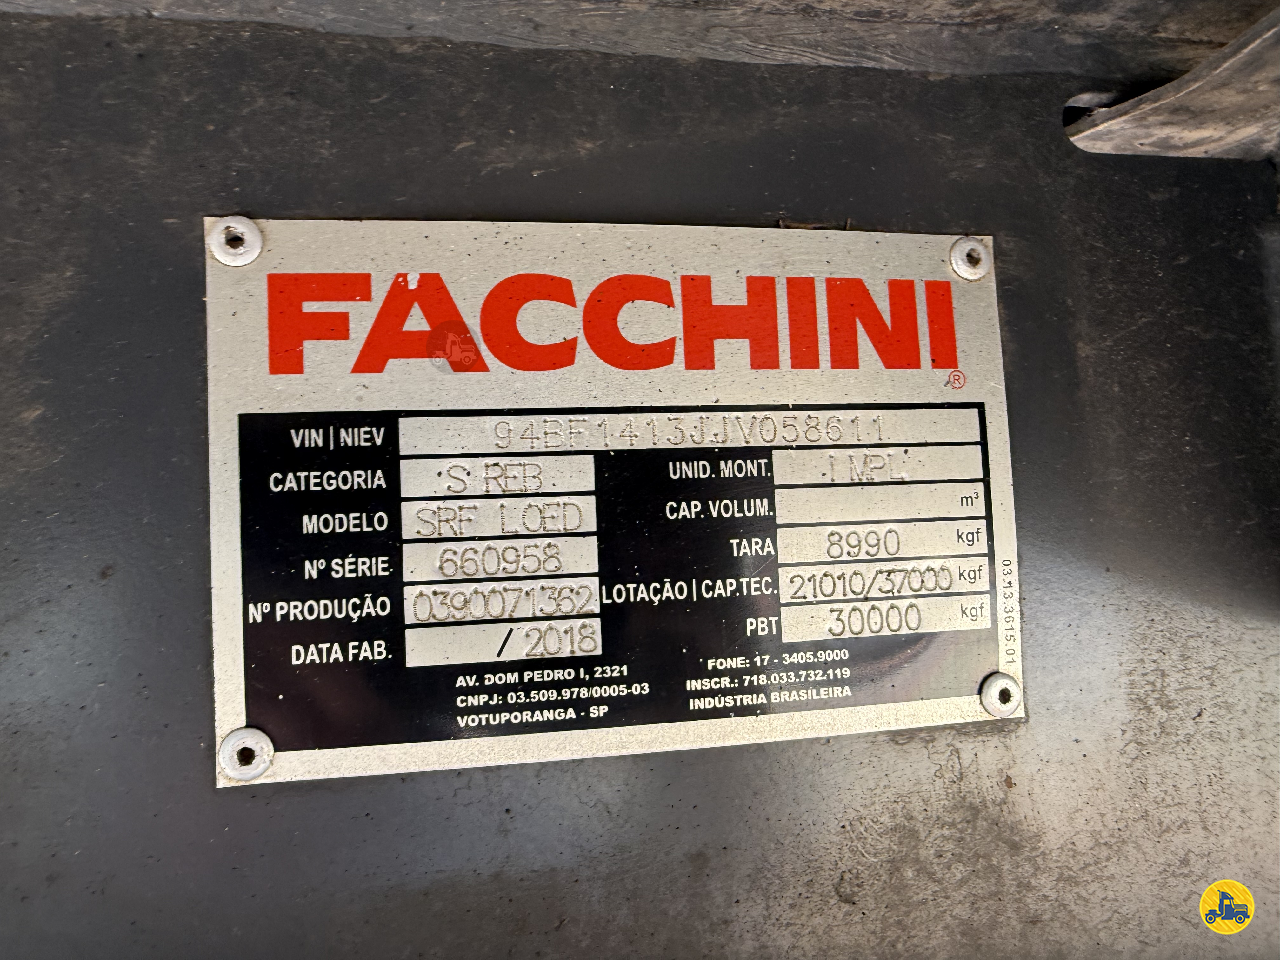 FACCHINI
®
VIN | NIEV 94BF1413JJV058611
CATEGORIA S REB UNID. MONT. IMPL
MODELO SRF LOED CAP. VOLUM. m³
Nº SÉRIE 660958 TARA 8990 kgf
Nº PRODUÇÃO 0390071362 LOTAÇÃO | CAP.TEC. 21010/37000 kgf
DATA FAB. / 2018 PBT 30000 kgf
AV. DOM PEDRO I, 2321 FONE: 17 - 3405.9000
CNPJ: 03.509.978/0005-03 INSCR.: 718.033.732.119
VOTUPORANGA - SP INDÚSTRIA BRASILEIRA
03.13.3615.01